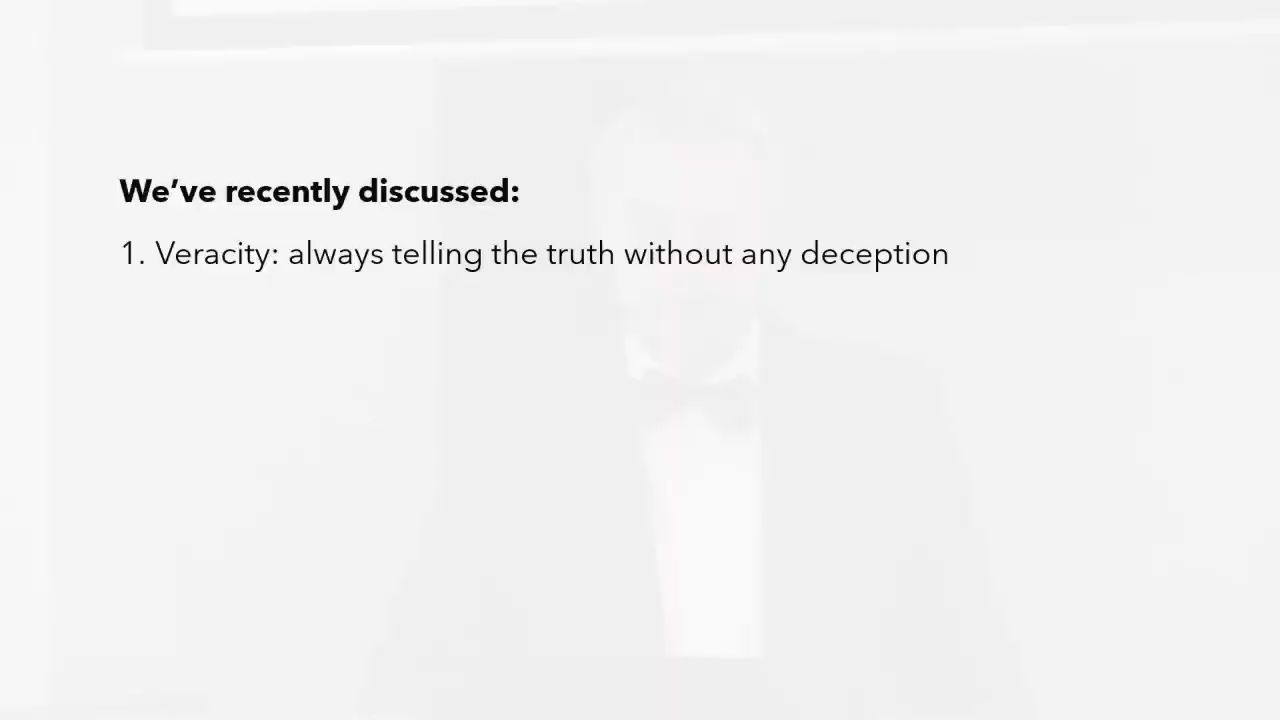 We’ve recently discussed:
1. Veracity: always telling the truth without any deception